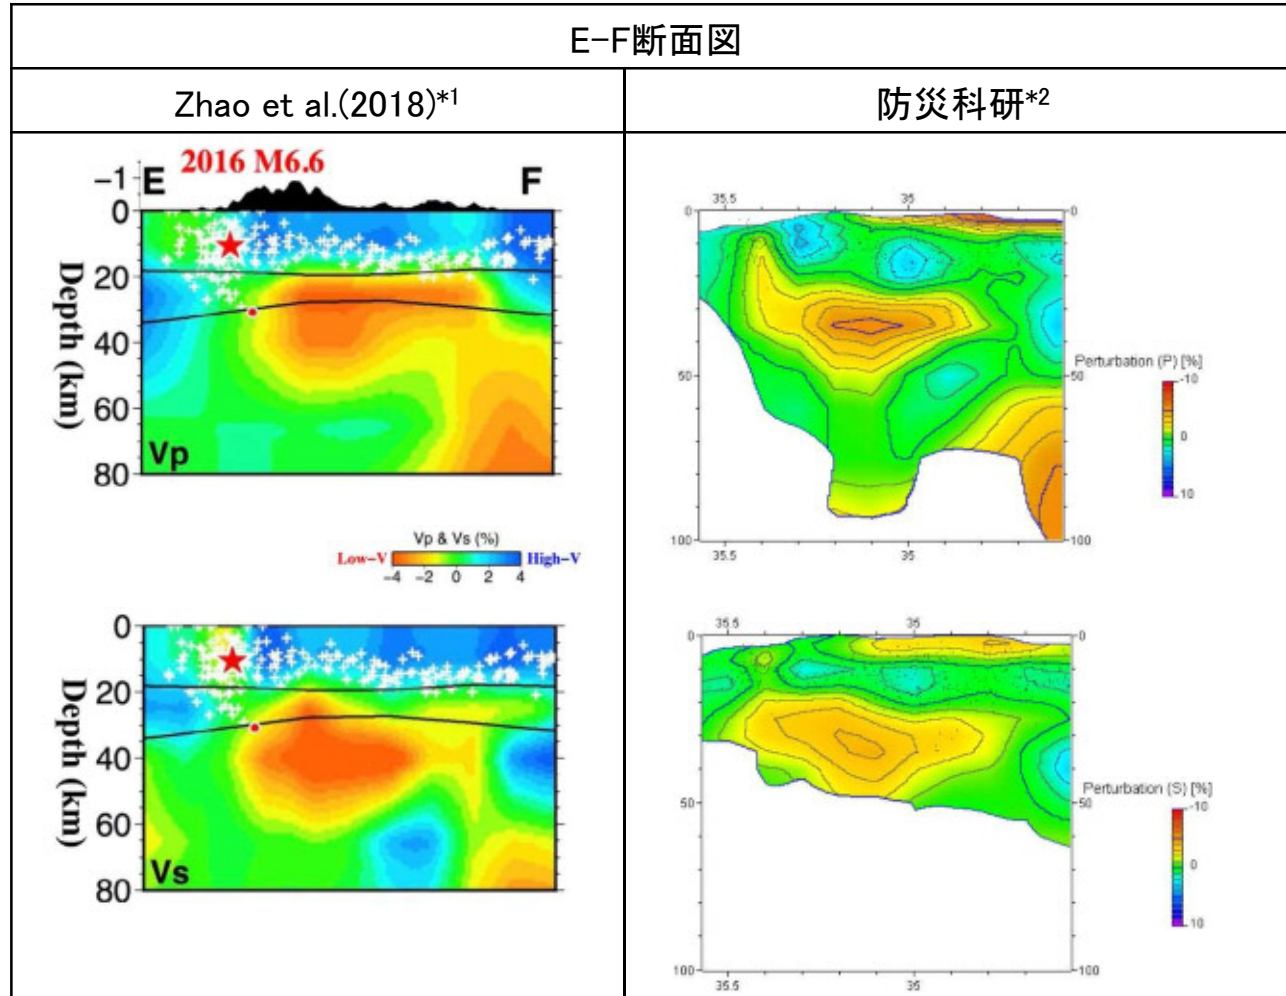 E-F断面図
Zhao et al.(2018)*1
防災科研*2
2016 M6.6
E
F
-1
0
20
40
60
80
Depth (km)
Vp
Vp & Vs (%)
Low-V
High-V
-4 -2 0 2 4
0
20
40
60
80
Depth (km)
Vs
35.5
35
0
0
50
50
100
100
35.5
35
Perturbation (P) [%]
-10
0
10
35.5
35
0
0
50
50
100
100
35.5
35
Perturbation (S) [%]
-10
0
10